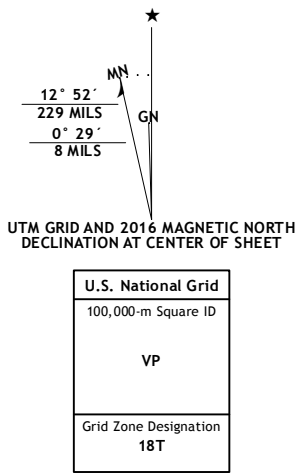 MN
12° 52´
229 MILS
GN
0° 29´
8 MILS
UTM GRID AND 2016 MAGNETIC NORTH
DECLINATION AT CENTER OF SHEET
U.S. National Grid
100,000-m Square ID
VP
Grid Zone Designation
18T